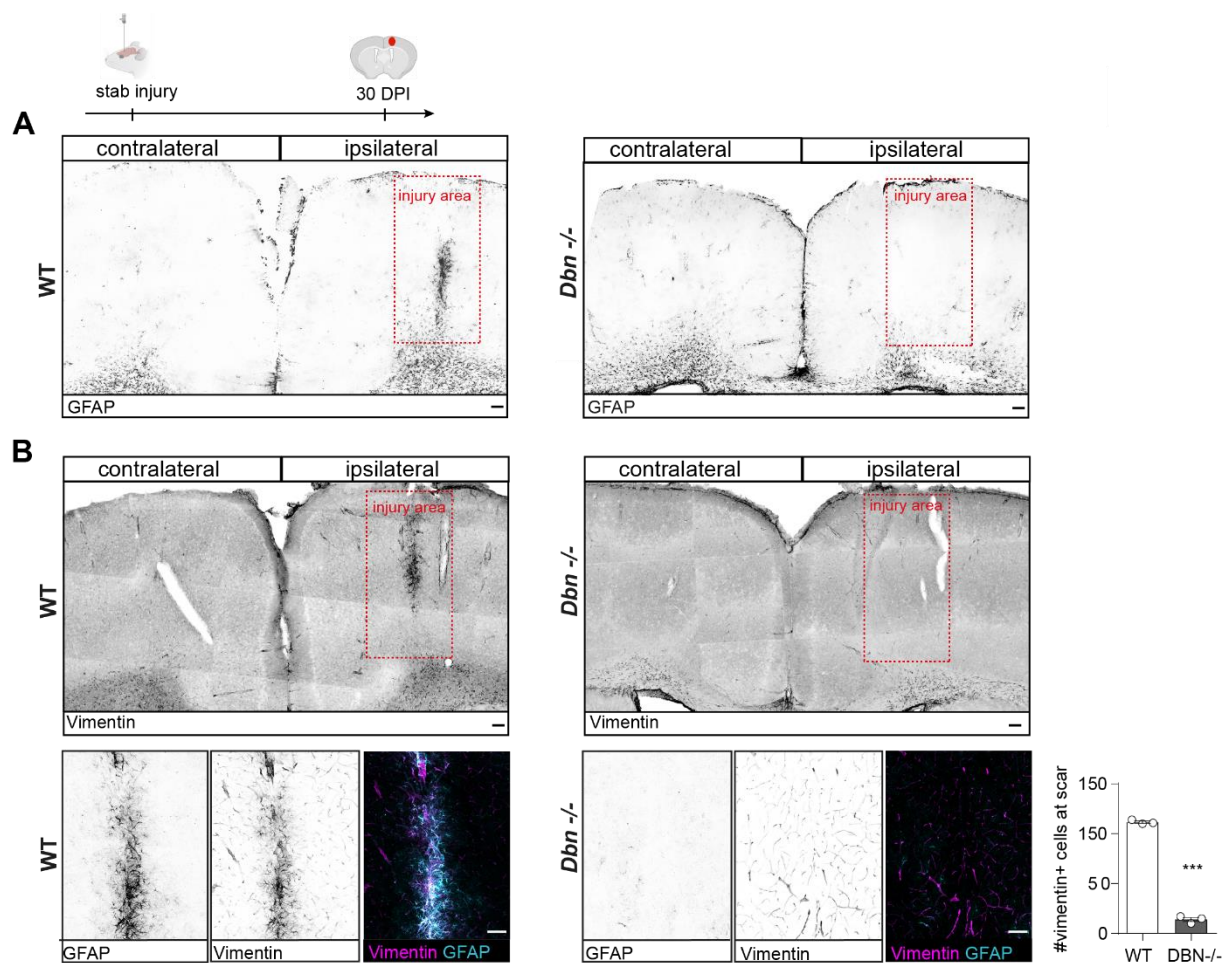 stab injury
30 DPI
A
contralateral
ipsilateral
contralateral
ipsilateral
WT
injury area
Dbn -/-
injury area
GFAP
GFAP
B
contralateral
ipsilateral
contralateral
ipsilateral
WT
injury area
Dbn -/-
injury area
Vimentin
Vimentin
WT
GFAP
Vimentin
Vimentin GFAP
Dbn -/-
GFAP
Vimentin
Vimentin GFAP
#vimentin+ cells at scar
150
150
50
0
***
WT
DBN-/-